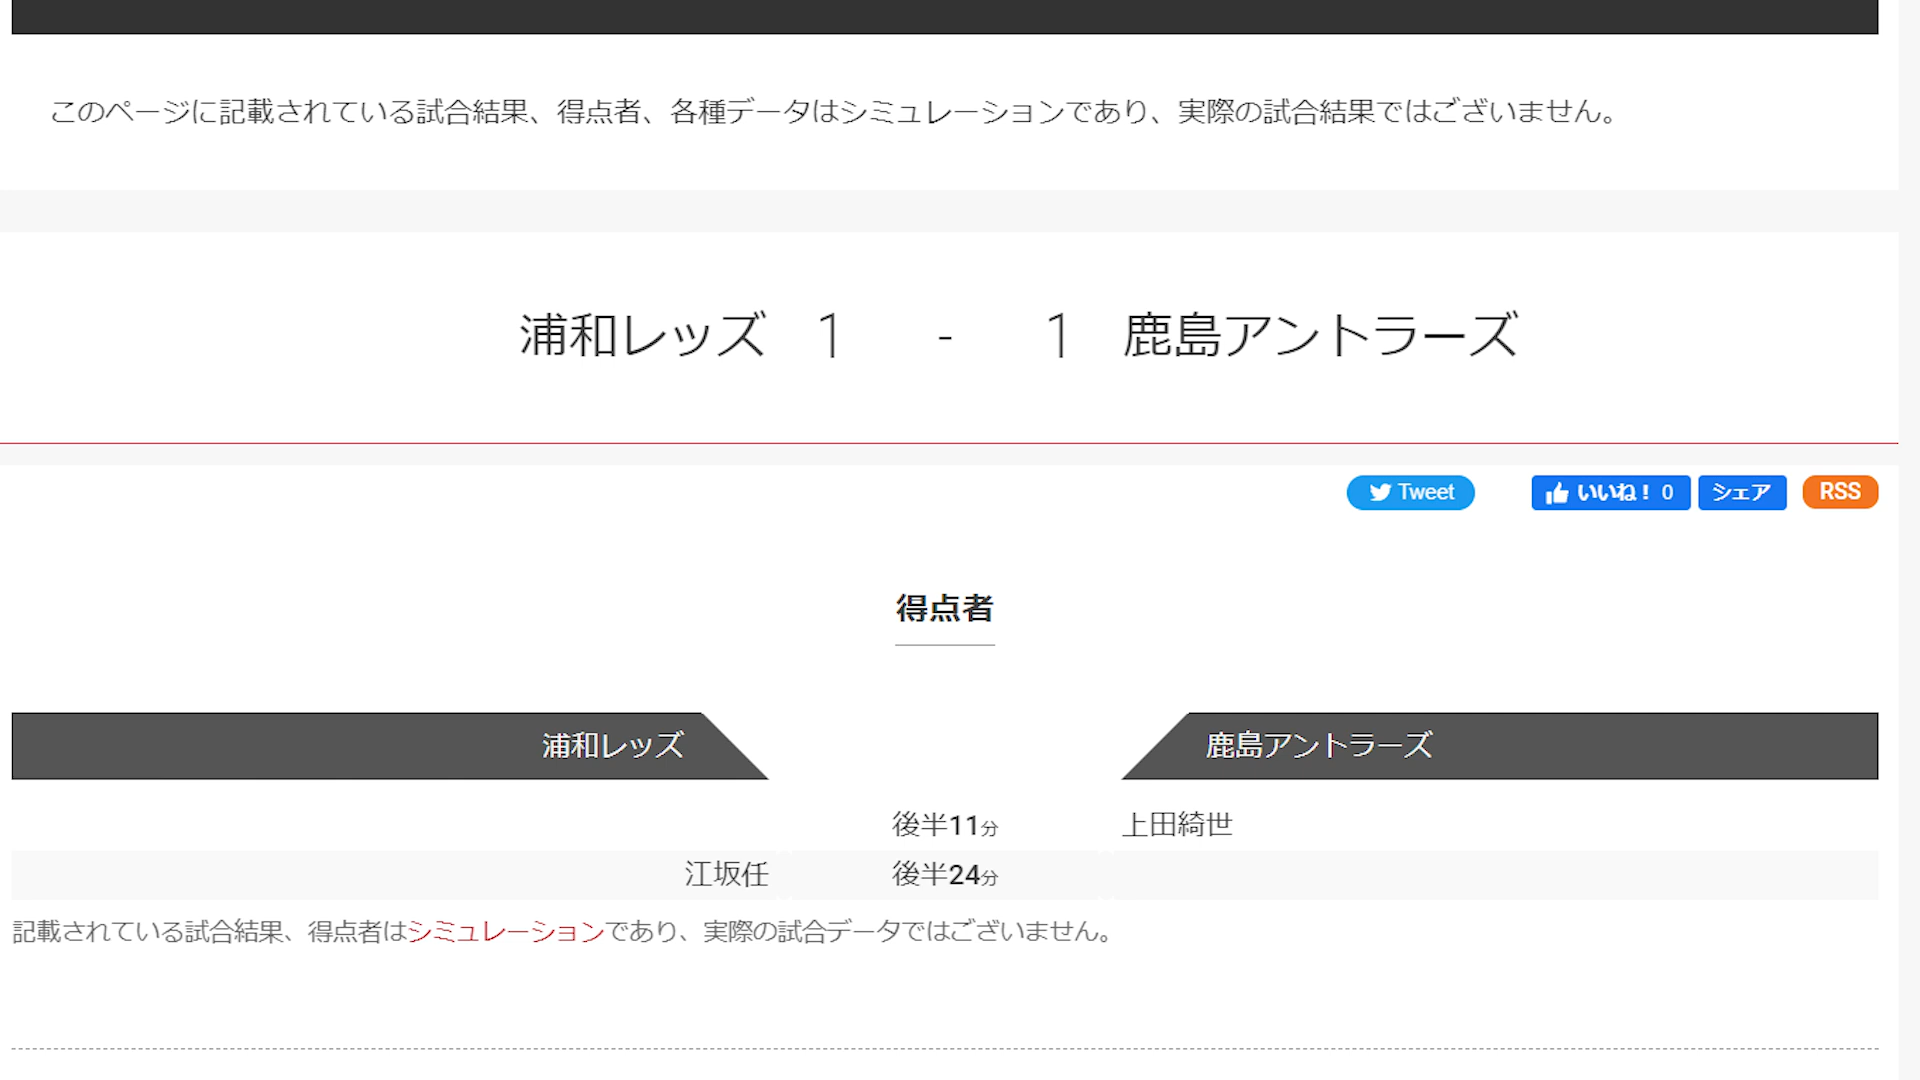 このページに記載されている試合結果、得点者、各種データはシミュレーションであり、実際の試合結果ではございません。
浦和レッズ 1 - 1 鹿島アントラーズ
Tweet いいね！ 0 シェア RSS
得点者
浦和レッズ 鹿島アントラーズ
後半11分 上田綺世
江坂任 後半24分
記載されている試合結果、得点者はシミュレーションであり、実際の試合データではございません。